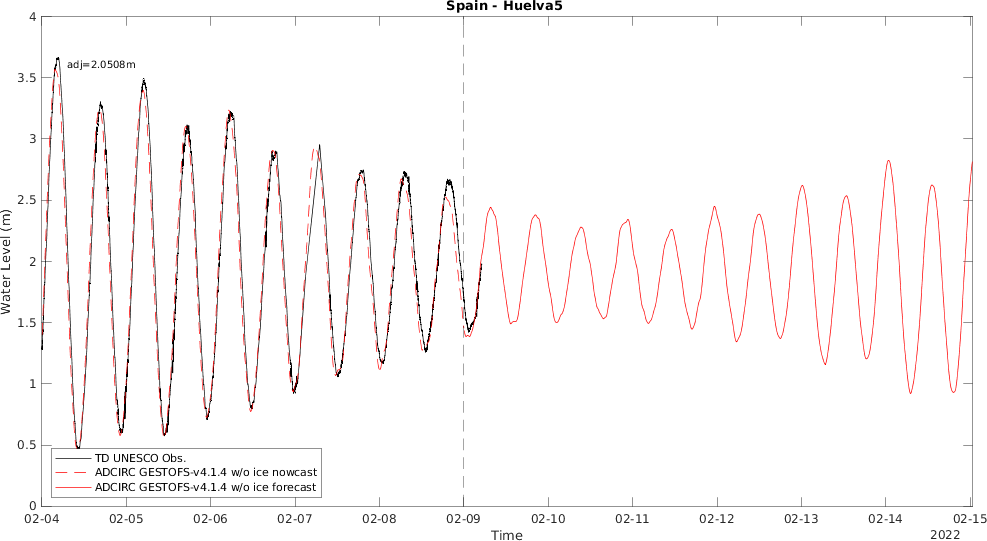 Spain - Huelva5
4
3.5
3
2.5
2
1.5
1
0.5
0
Water Level (m)
adj=2.0508m
TD UNESCO Obs.
ADCIRC GESTOFS-v4.1.4 w/o ice nowcast
ADCIRC GESTOFS-v4.1.4 w/o ice forecast
02-04 02-05 02-06 02-07 02-08 02-09 02-10 02-11 02-12 02-13 02-14 02-15
Time
2022